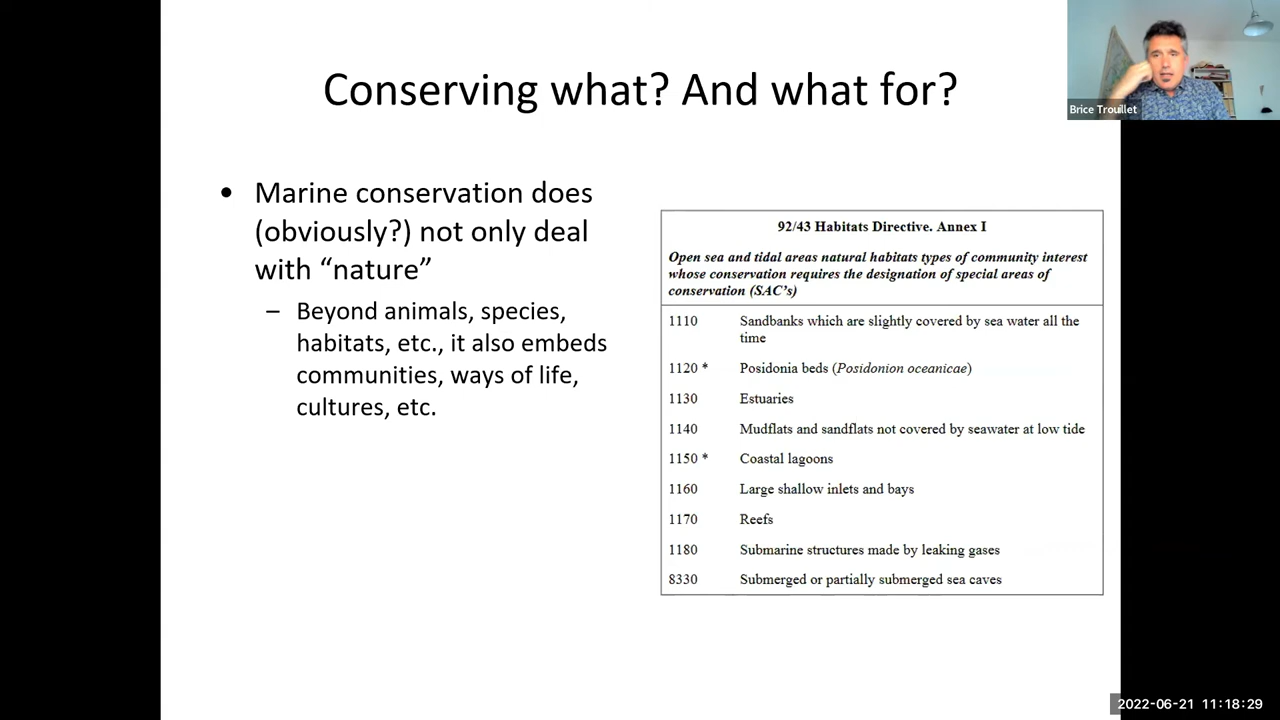 Conserving what? And what for?
Brice Trouillet
• Marine conservation does
(obviously?) not only deal
with “nature”
– Beyond animals, species,
habitats, etc., it also embeds
communities, ways of life,
cultures, etc.
92/43 Habitats Directive. Annex I
Open sea and tidal areas natural habitats types of community interest
whose conservation requires the designation of special areas of
conservation (SAC’s)
1110 Sandbanks which are slightly covered by sea water all the
time
1120 * Posidonia beds (Posidonion oceanicae)
1130 Estuaries
1140 Mudflats and sandflats not covered by seawater at low tide
1150 * Coastal lagoons
1160 Large shallow inlets and bays
1170 Reefs
1180 Submarine structures made by leaking gases
8330 Submerged or partially submerged sea caves
2022-06-21 11:18:29